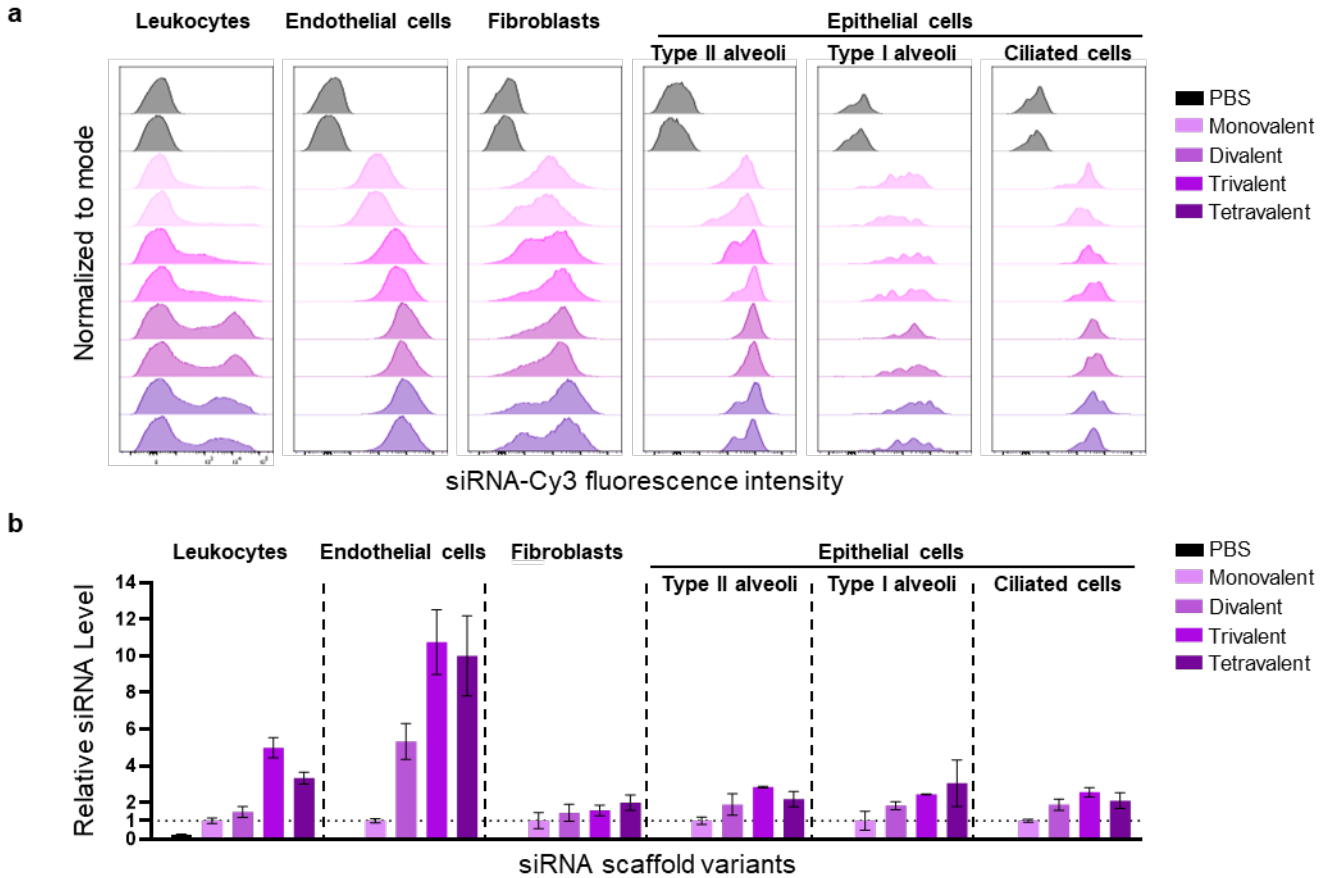 a
Leukocytes Endothelial cells Fibroblasts Epithelial cells
Type II alveoli Type I alveoli Ciliated cells
Normalized to mode
PBS
Monovalent
Divalent
Trivalent
Tetravalent
siRNA-Cy3 fluorescence intensity
b
Leukocytes Endothelial cells Fibroblasts Epithelial cells
Type II alveoli Type I alveoli Ciliated cells
Relative siRNA Level
14
12
10
8
6
4
2
1
0
PBS
Monovalent
Divalent
Trivalent
Tetravalent
siRNA scaffold variants